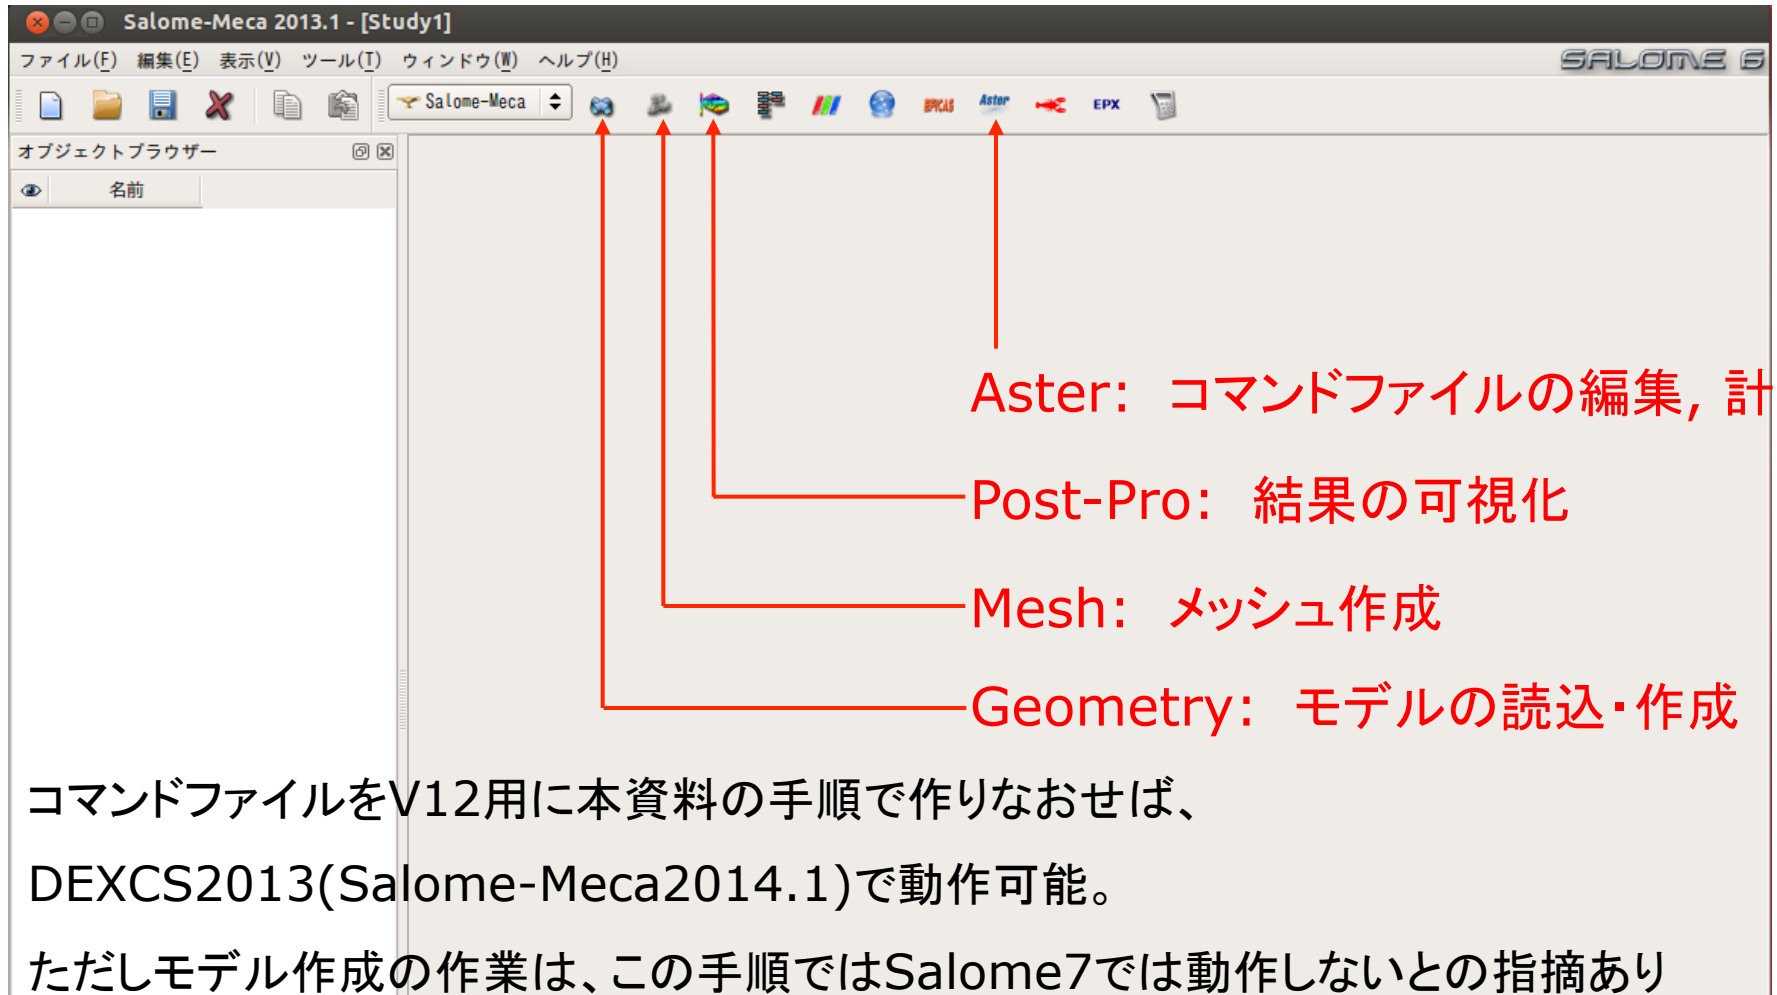 Salome-Meca 2013.1 - [Study1]
ファイル(F) 編集(E) 表示(V) ツール(T) ウィンドウ(W) ヘルプ(H)
SALOME 6
Salome-Meca
Aster
EPX
オブジェクトブラウザー
名前
Aster: コマンドファイルの編集, 計
Post-Pro: 結果の可視化
Mesh: メッシュ作成
Geometry: モデルの読込・作成
コマンドファイルをV12用に本資料の手順で作りなおせば、
DEXCS2013(Salome-Meca2014.1)で動作可能。
ただしモデル作成の作業は、この手順ではSalome7では動作しないとの指摘あり